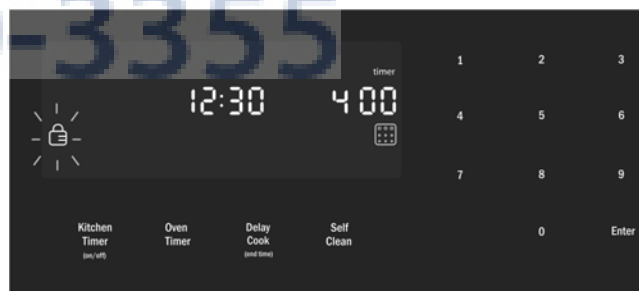 -3355
timer
12:30 4 00
1 2 3
4 5 6
7 8 9
0 Enter
Kitchen Timer (on/off)
Oven Timer
Delay Cook (end time)
Self Clean